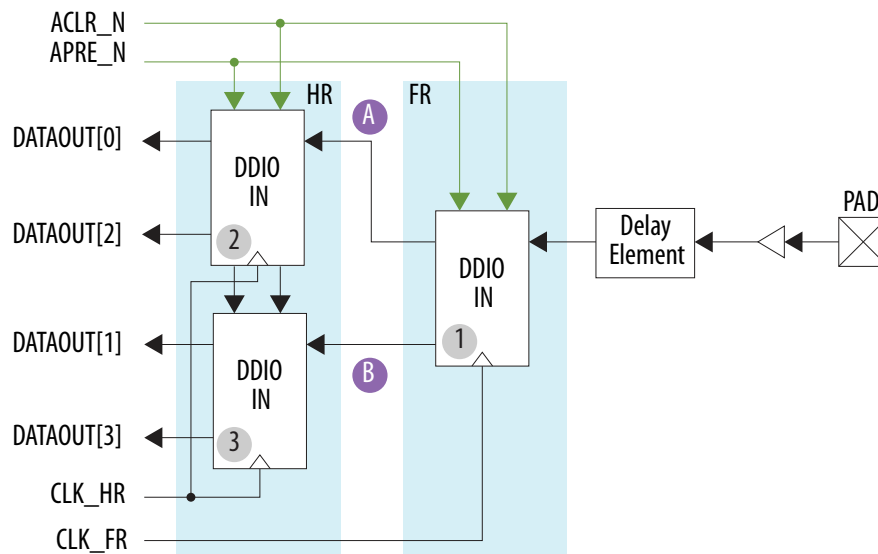 ACLR_N
APRE_N
HR
FR
A
DATAOUT[0]
DDIO
IN
PAD
DATAOUT[2]
2
Delay
Element
DDIO
IN
DATAOUT[1]
1
DDIO
IN
B
DATAOUT[3]
3
CLK_HR
CLK_FR